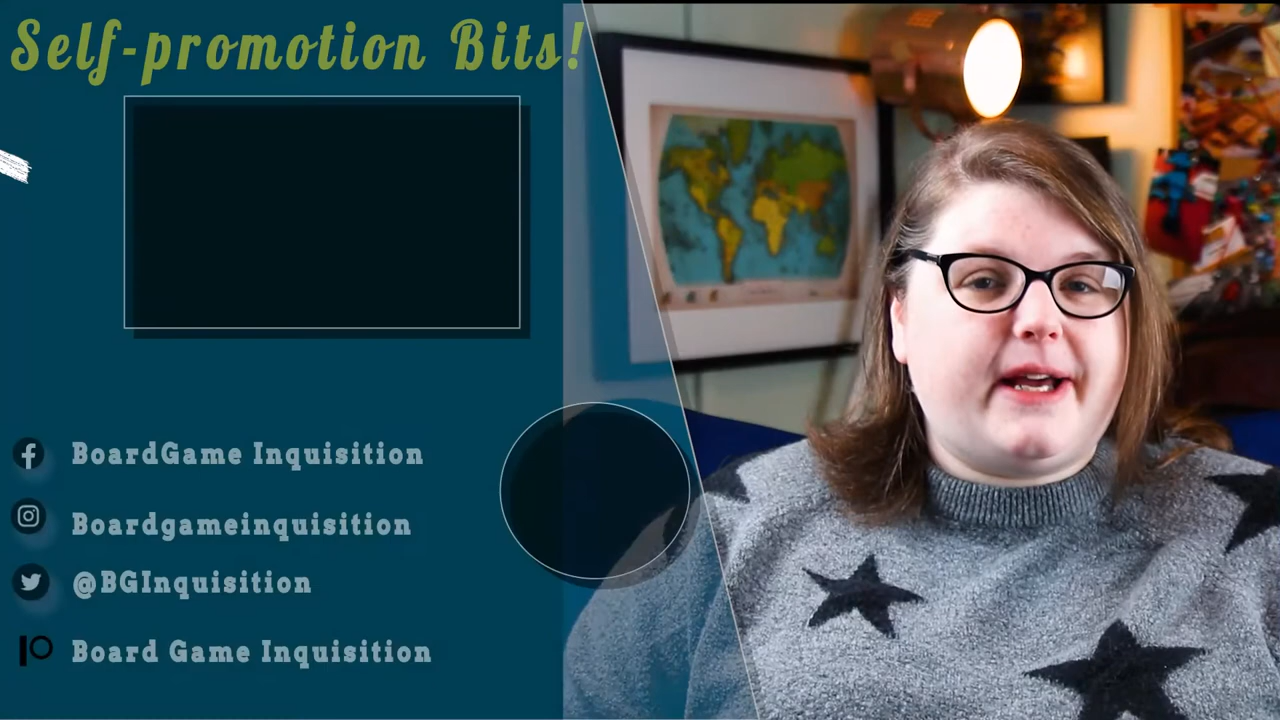 Self-promotion Bits!
BoardGame Inquisition
Boardgameinquisition
@BGInquisition
Board Game Inquisition